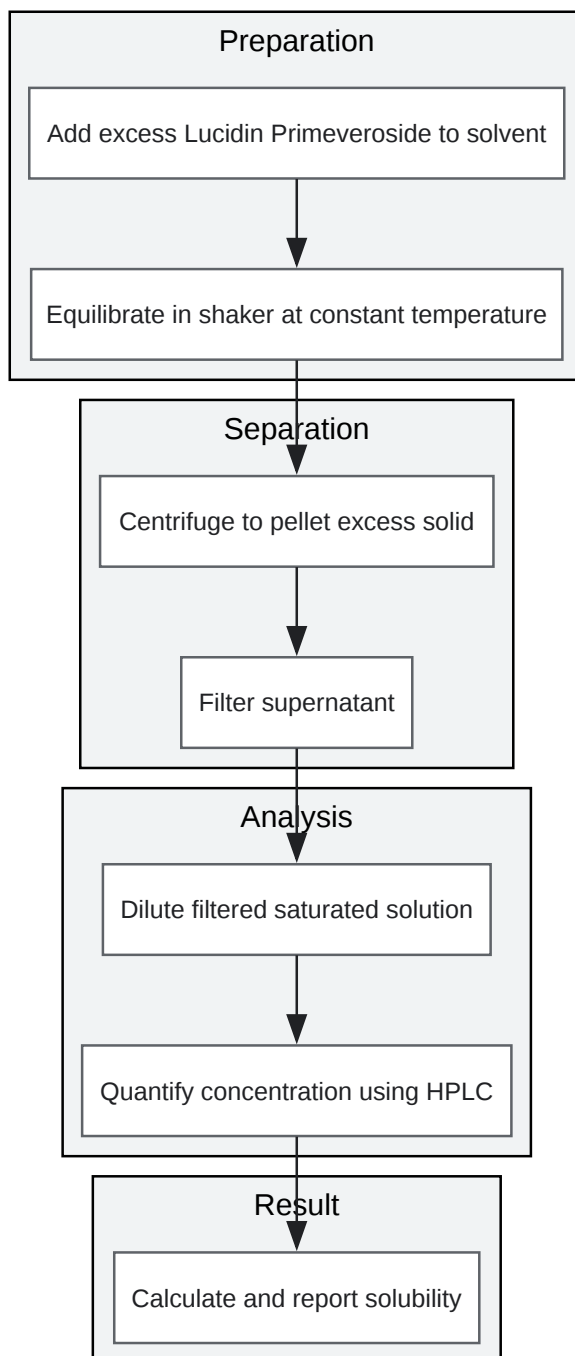 Preparation
Add excess Lucidin Primeveroside to solvent
Equilibrate in shaker at constant temperature
Separation
Centrifuge to pellet excess solid
Filter supernatant
Analysis
Dilute filtered saturated solution
Quantify concentration using HPLC
Result
Calculate and report solubility